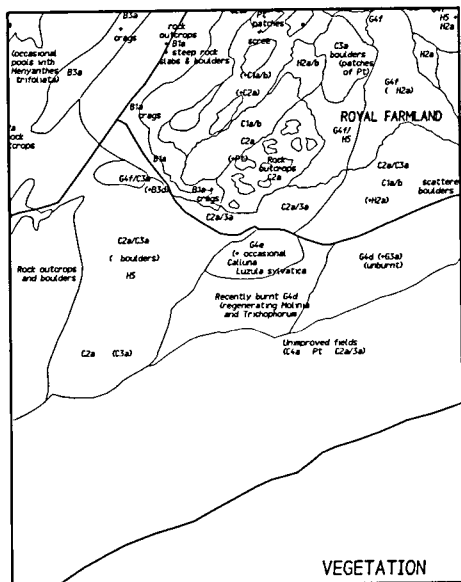 B3a
crags
rock
outcrops
B1a
steep rock
slabs & boulders
Pt
patches
scree
G4f
H5
H2a
(occasional
pools with
Menyanthes
trifoliata)
B3a
(+C1a/b)
H2a/b
C3a
boulders
(patches
of Pt)
G4f
( H2a)
(+C2a)
B1a
crags
C1a/b
ROYAL FARMLAND
rock
outcrops
C2a
G4f/
H5
B1a
(+Pt)
Rock
outcrops
C2a
C2a/C3a
G4f/C3a
(+B3d)
B3a
crags
C1a/b
(+H2a)
scattered
boulders
C2a/3a
C2a/3a
C2a/C3a
( boulders)
H5
G4e
(+ occasional
Calluna
Luzula sylvatica
G4d (+G3a)
(unburnt)
Rock outcrops
and boulders
Recently burnt G4d
(regenerating Molinia
and Trichophorus
Unimproved fields
(C4a Pt C2a/3a)
C2a (C3a)
VEGETATION